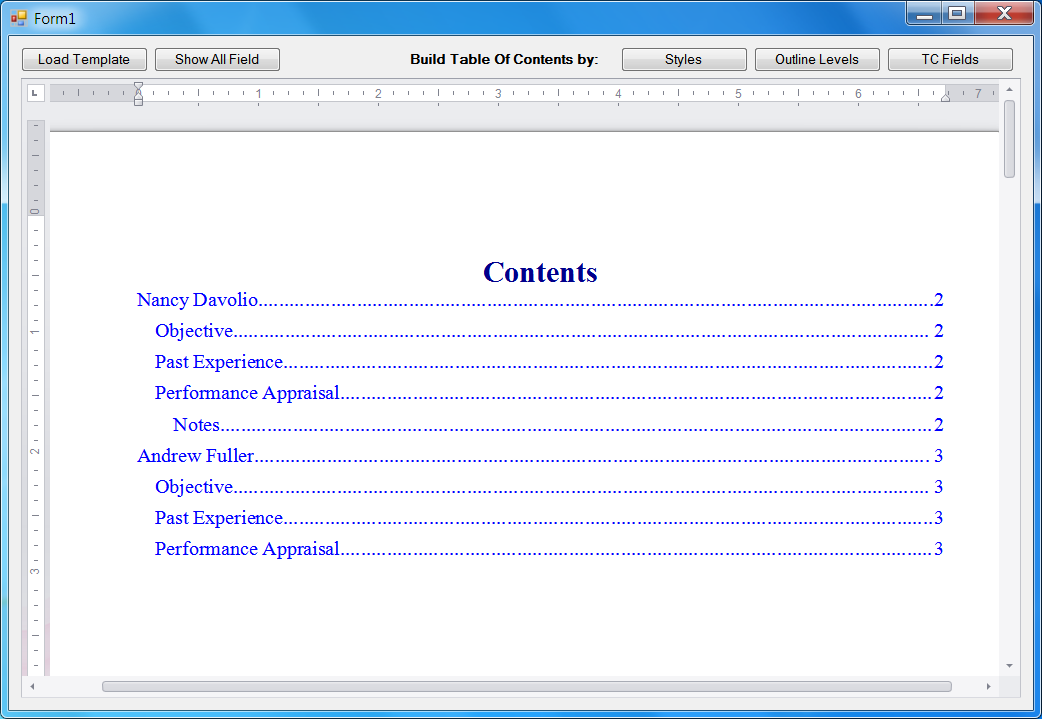 Form1
Load Template Show All Field Build Table Of Contents by: Styles Outline Levels TC Fields
L 1 2 3 4 5 6 7
Contents
Nancy Davolio........................................................................................................................2
Objective........................................................................................................................ 2
Past Experience........................................................................................................................2
Performance Appraisal........................................................................................................................2
Notes........................................................................................................................2
Andrew Fuller........................................................................................................................ 3
Objective........................................................................................................................ 3
Past Experience........................................................................................................................3
Performance Appraisal........................................................................................................................3
0
1
2
3